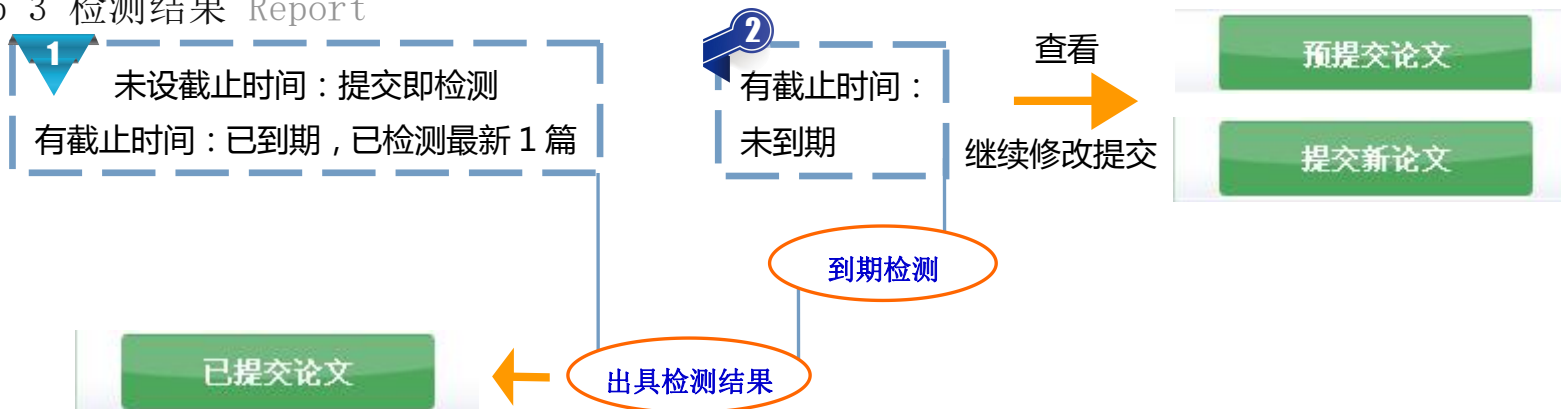 3 检测结果 Report
1
未设截止时间：提交即检测
有截止时间：已到期，已检测最新1篇
2
有截止时间：
未到期
查看
继续修改提交
预提交论文
提交新论文
到期检测
出具检测结果
已提交论文